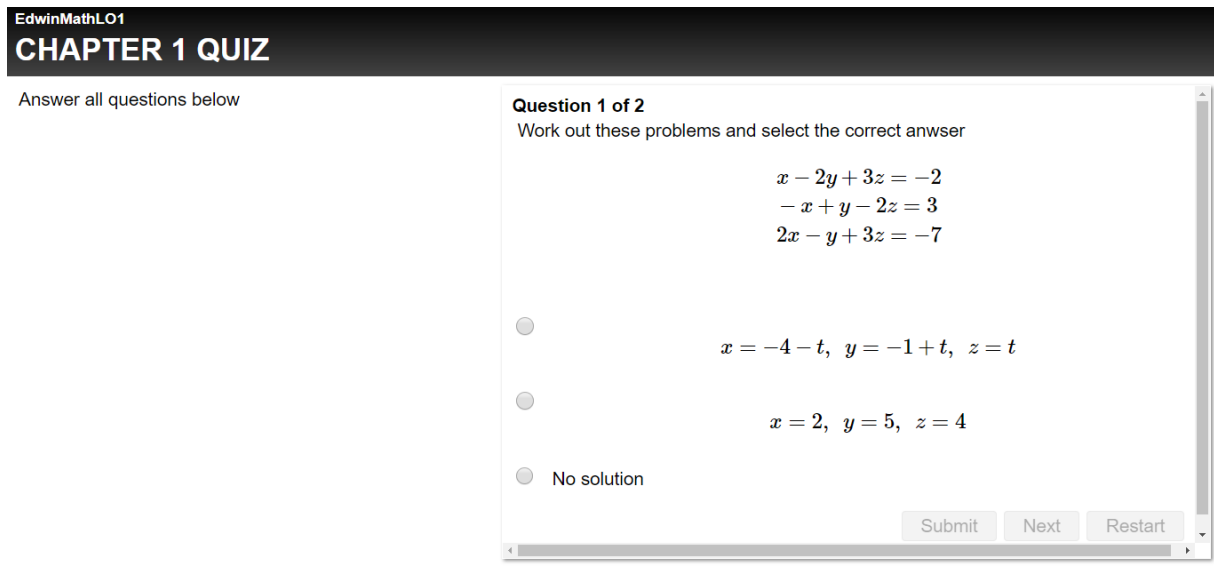 EdwinMathLO1
CHAPTER 1 QUIZ
Answer all questions below
Question 1 of 2
Work out these problems and select the correct anwser
x − 2y + 3z = −2
− x + y − 2z = 3
2x − y + 3z = −7
x = −4 − t, y = −1 + t, z = t
x = 2, y = 5, z = 4
No solution
Submit Next Restart